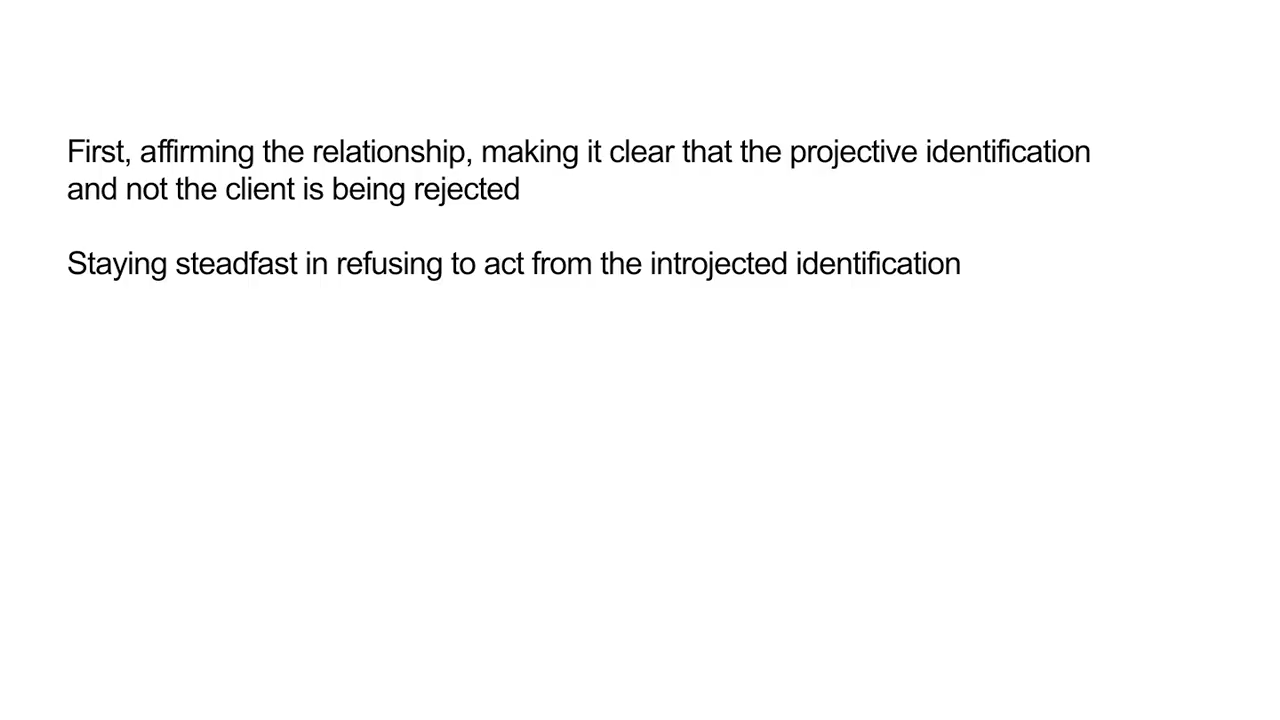 First, affirming the relationship, making it clear that the projective identification
and not the client is being rejected
Staying steadfast in refusing to act from the introjected identification